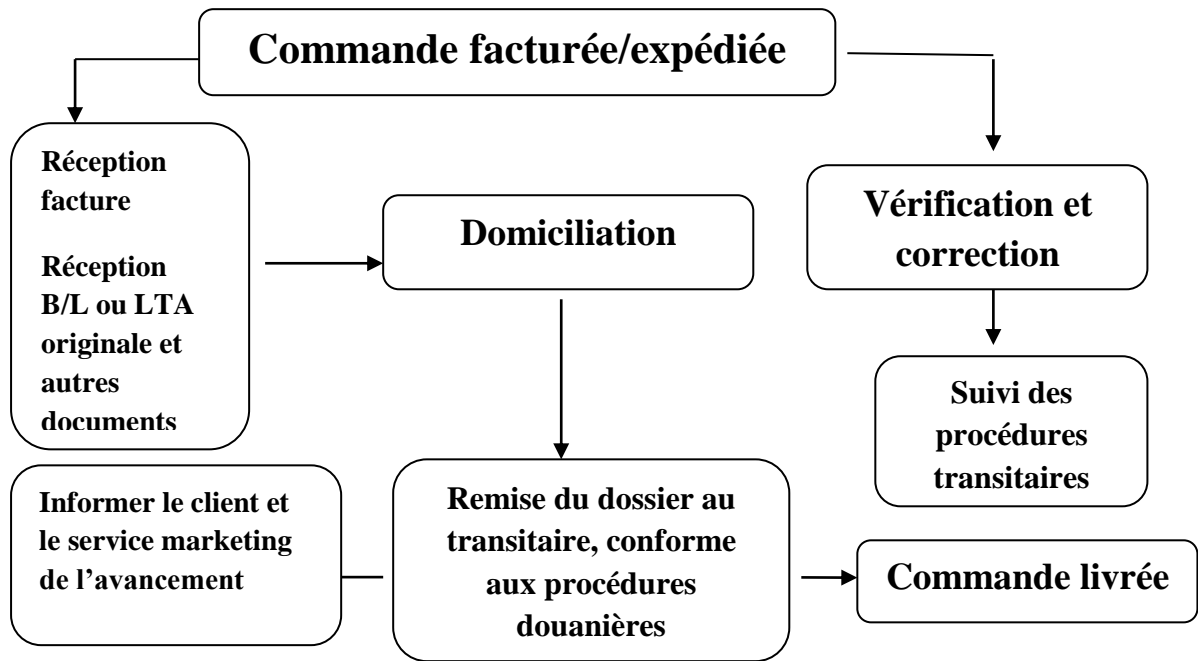 Commande facturée/expédiée
Réception
facture
Réception
B/L ou LTA
originale et
autres
documents
Domiciliation
Vérification et
correction
Suivi des
procédures
transitaires
Informer le client et
le service marketing
de l’avancement
Remise du dossier au
transitaire, conforme
aux procédures
douanières
Commande livrée